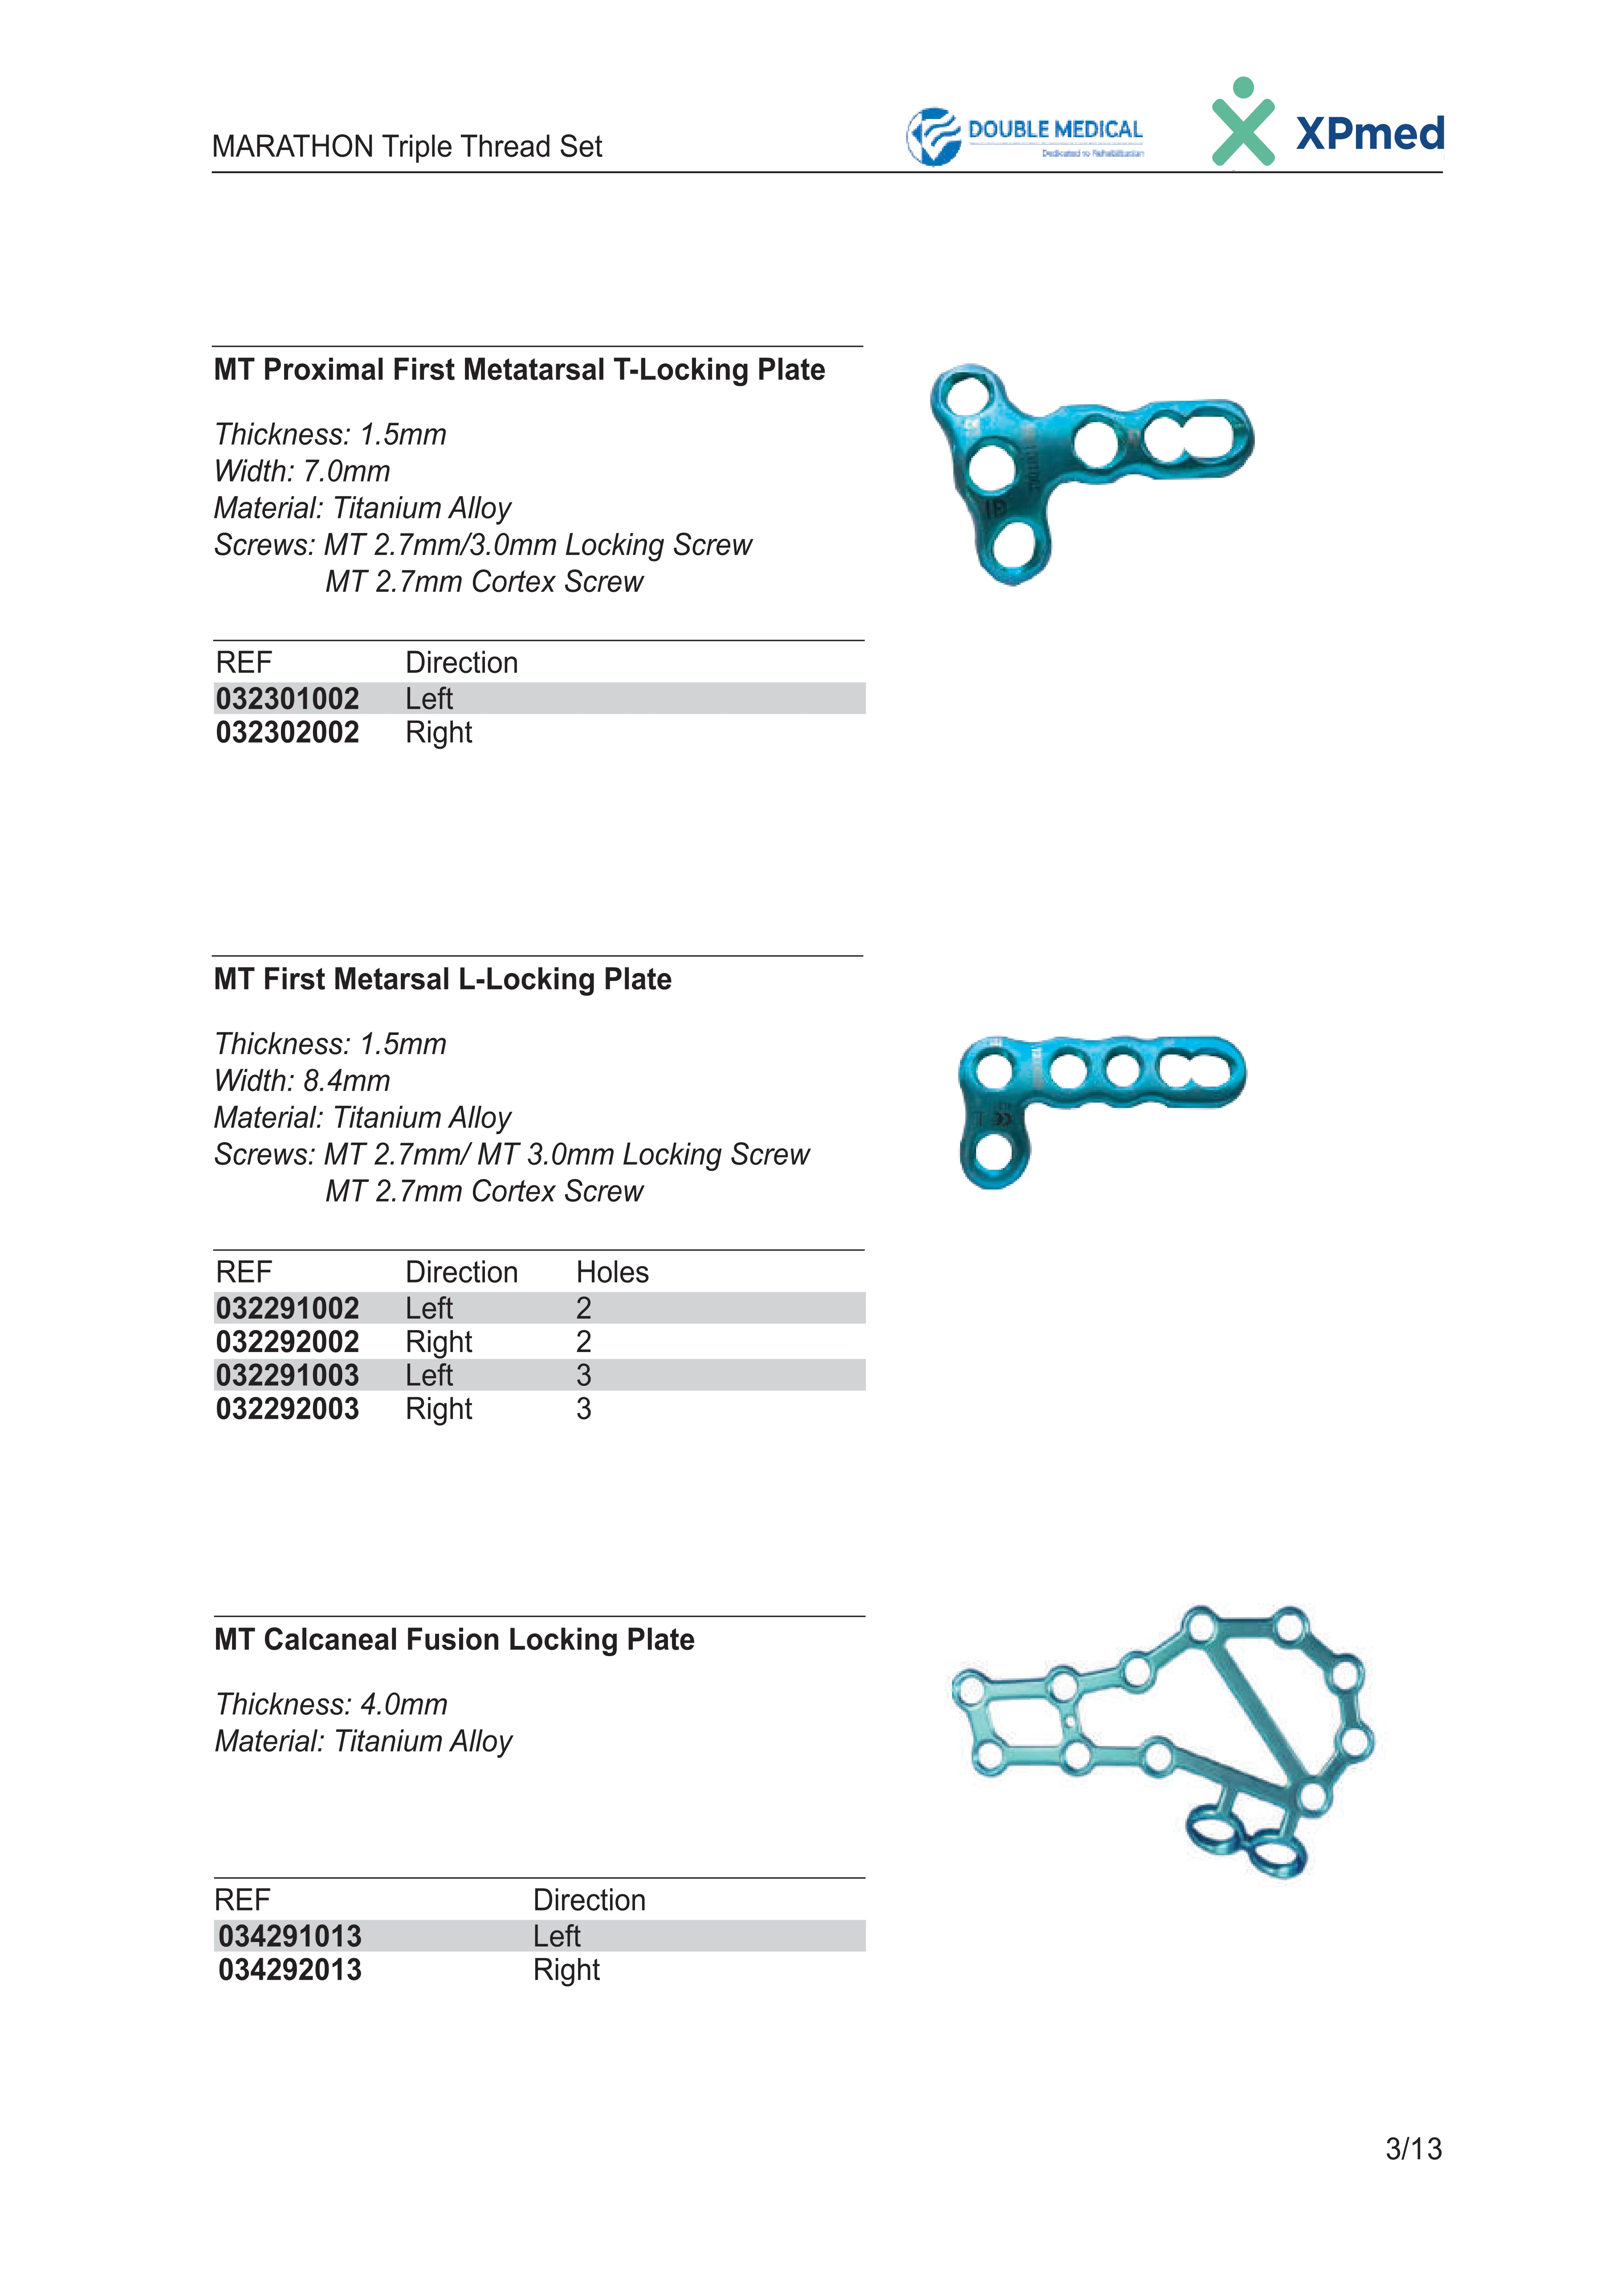 MARATHON Triple Thread Set
DOUBLE MEDICAL
Dedicated to Rehabilitation
XPmed
MT Proximal First Metatarsal T-Locking Plate
Thickness: 1.5mm
Width: 7.0mm
Material: Titanium Alloy
Screws: MT 2.7mm/3.0mm Locking Screw
MT 2.7mm Cortex Screw
REF Direction
032301002 Left
032302002 Right
MT First Metarsal L-Locking Plate
Thickness: 1.5mm
Width: 8.4mm
Material: Titanium Alloy
Screws: MT 2.7mm/ MT 3.0mm Locking Screw
MT 2.7mm Cortex Screw
REF Direction Holes
032291002 Left 2
032292002 Right 2
032291003 Left 3
032292003 Right 3
MT Calcaneal Fusion Locking Plate
Thickness: 4.0mm
Material: Titanium Alloy
REF Direction
034291013 Left
034292013 Right
3/13